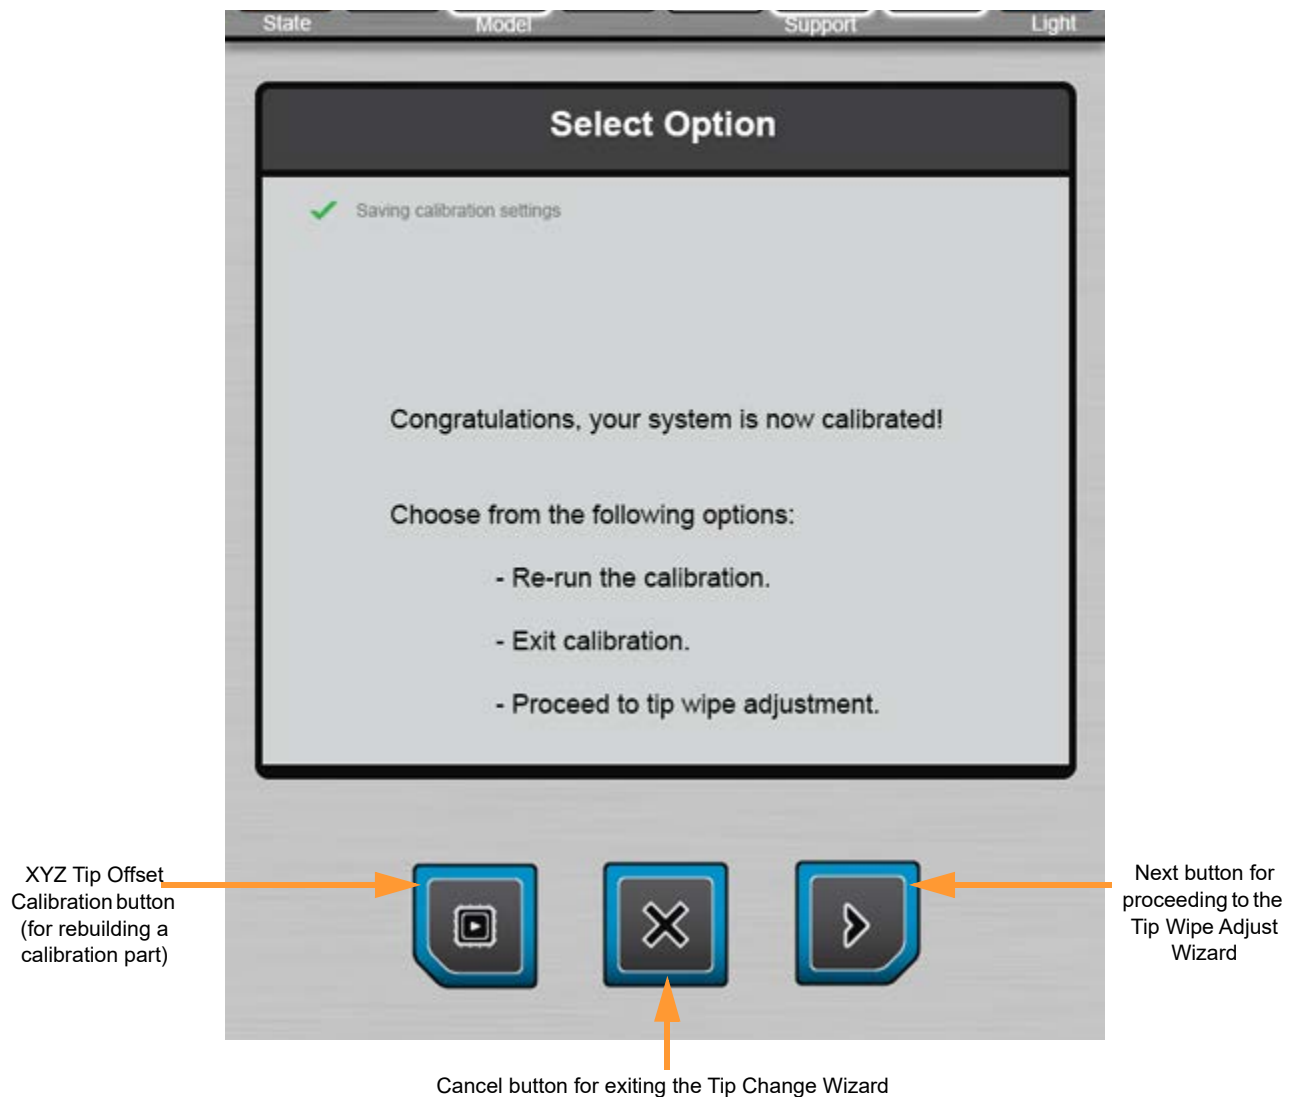 State Model Support Light
Select Option
Saving calibration settings
Congratulations, your system is now calibrated!
Choose from the following options:
- Re-run the calibration.
- Exit calibration.
- Proceed to tip wipe adjustment.
XYZ Tip Offset
Calibration button
(for rebuilding a
calibration part)
Next button for
proceeding to the
Tip Wipe Adjust
Wizard
Cancel button for exiting the Tip Change Wizard